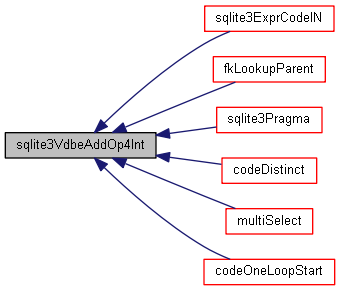 sqlite3ExprCodeIN
fkLookupParent
sqlite3Pragma
sqlite3VdbeAddOp4Int
codeDistinct
multiSelect
codeOneLoopStart